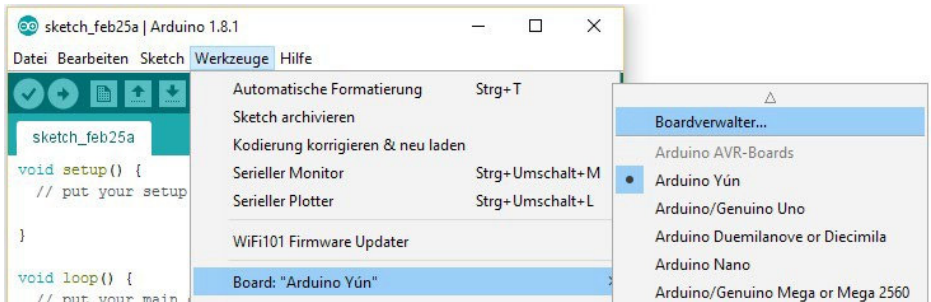 sketch_feb25a | Arduino 1.8.1
Datei Bearbeiten Sketch Werkzeuge Hilfe
sketch_feb25a
void setup() {
// put your setup
}
void loop() {
// put your main
Automatische Formatierung Strg+T
Sketch archivieren
Kodierung korrigieren & neu laden
Serieller Monitor Strg+Umschalt+M
Serieller Plotter Strg+Umschalt+L
WiFi101 Firmware Updater
Board: "Arduino Yún"
Boardverwalter...
Arduino AVR-Boards
Arduino Yún
Arduino/Genuino Uno
Arduino Duemilanove or Diecimila
Arduino Nano
Arduino/Genuino Mega or Mega 2560